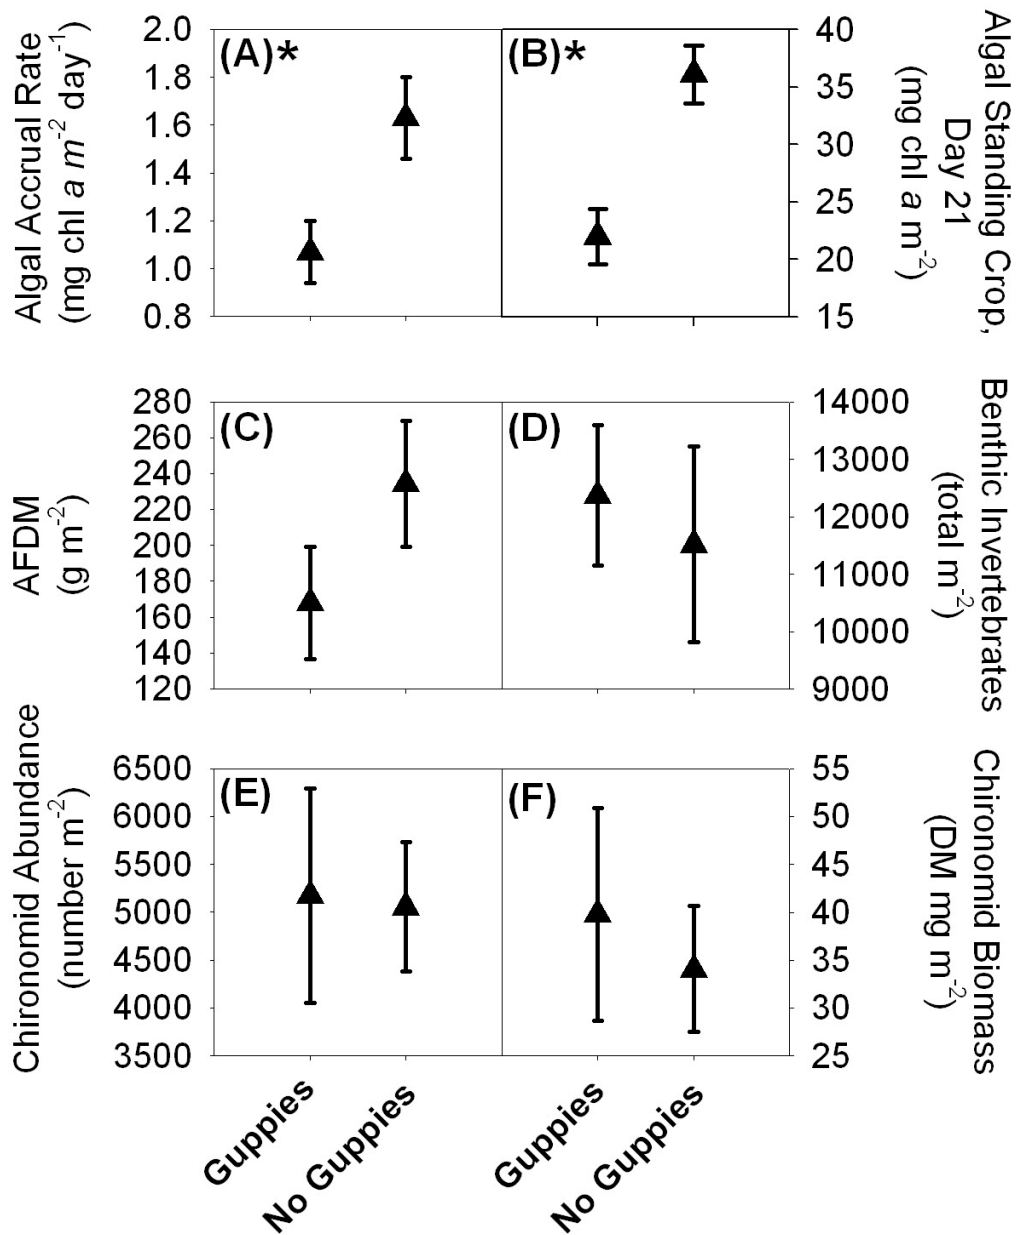 Algal Accrual Rate
(mg chl a m⁻² day⁻¹)
2.0
1.8
1.6
1.4
1.2
1.0
0.8
(A)*
(B)*
40
35
30
25
20
15
Algal Standing Crop,
Day 21
(mg chl a m⁻²)
AFDM
(g m⁻²)
280
260
240
220
200
180
160
140
120
(C)
(D)
14000
13000
12000
11000
10000
9000
Benthic Invertebrates
(total m⁻²)
Chironomid Abundance
(number m⁻²)
6500
6000
5500
5000
4500
4000
3500
(E)
(F)
55
50
45
40
35
30
25
Chironomid Biomass
(DM mg m⁻²)
Guppies
No Guppies
Guppies
No Guppies